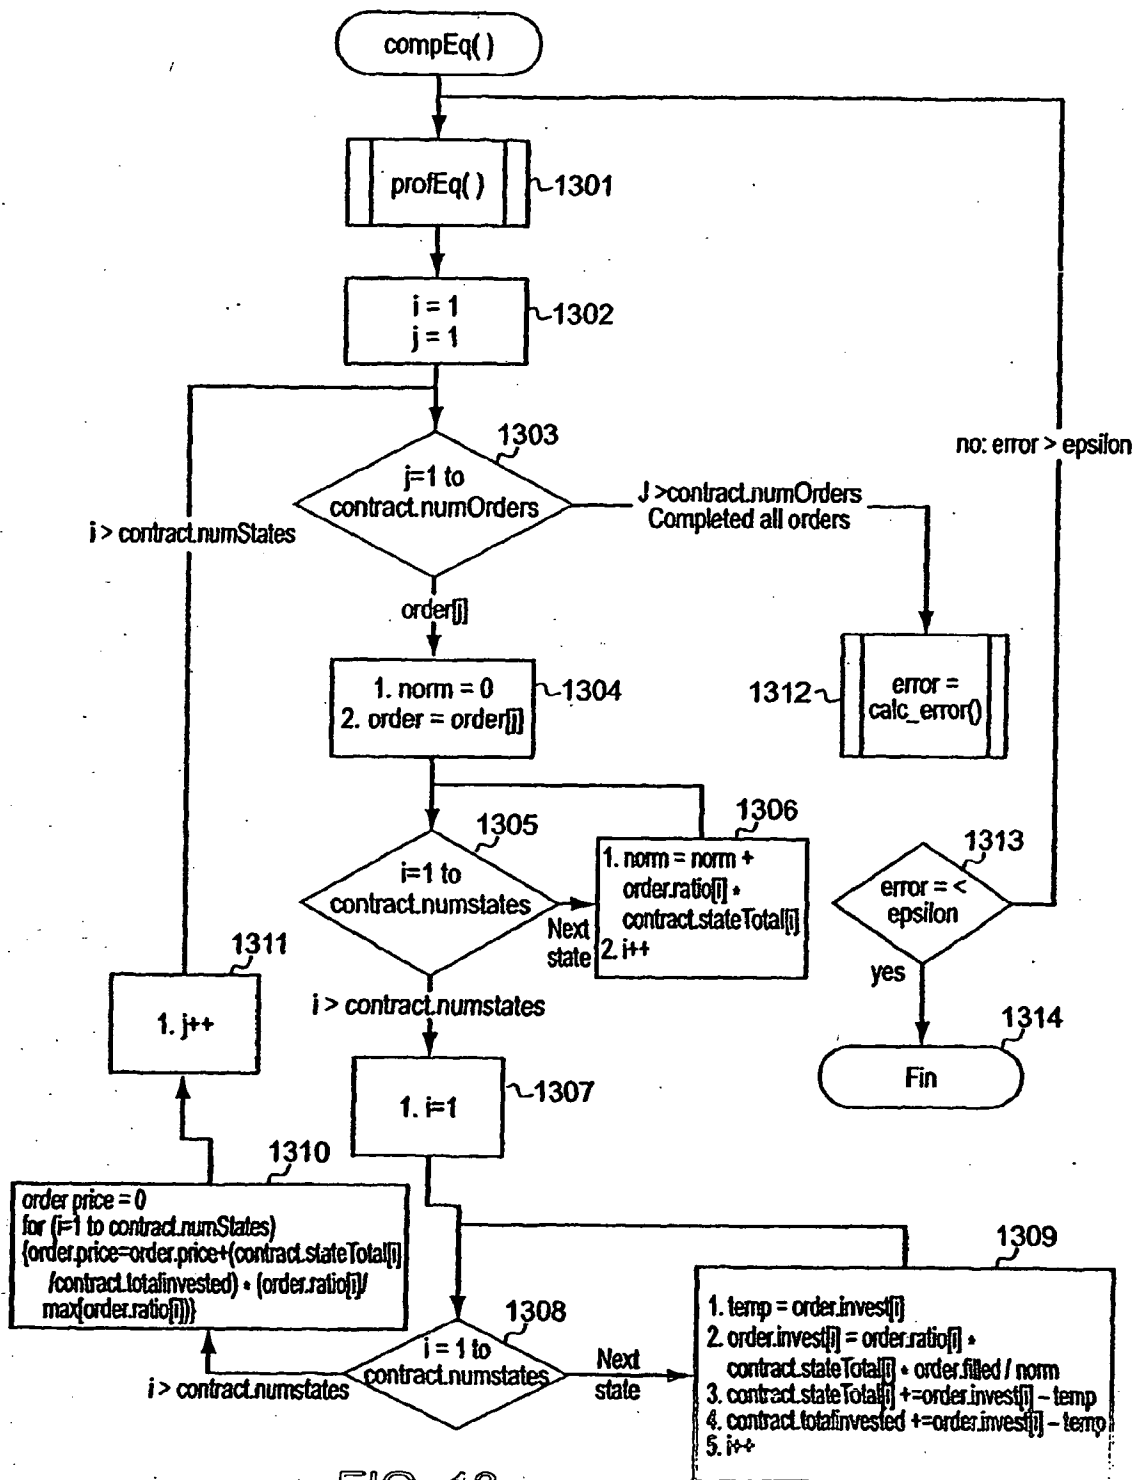 compEq( )
profEq( )
1301
i = 1
j = 1
1302
1303
j=1 to
contract.numOrders
J >contract.numOrders
Completed all orders
no: error > epsilon
i > contract.numStates
order[j]
1. norm = 0
2. order = order[j]
1304
1312
error =
calc_error()
1305
i=1 to
contract.numstates
Next
state
1306
1. norm = norm +
order.ratio[i] *
contract.stateTotal[i]
2. i++
1313
error = <
epsilon
yes
1314
Fin
1311
1. j++
i > contract.numstates
1. i=1
1307
1310
order price = 0
for (i=1 to contract.numStates)
{order.price=order.price+(contract.stateTotal[i]
/contract.totalinvested) * (order.ratio[i]/
max{order.ratio[i])}
1308
i = 1 to
contract.numstates
i > contract.numstates
Next
state
1309
1. temp = order.invest[i]
2. order.invest[i] = order.ratio[i] *
contract.stateTotal[i] * order.filled / norm
3. contract.stateTotal[i] +=order.invest[i] – temp
4. contract.totalinvested +=order.invest[i] – temp
5. i++